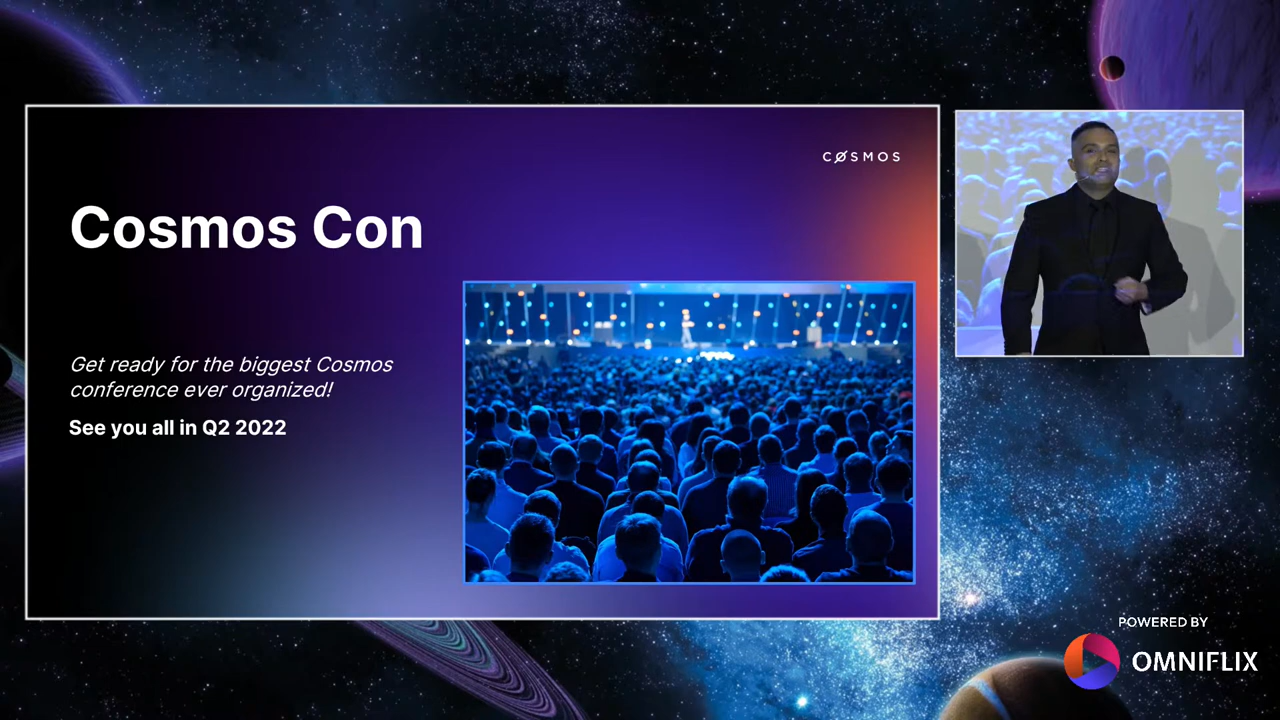 CØSMOS
Cosmos Con
Get ready for the biggest Cosmos
conference ever organized!
See you all in Q2 2022
POWERED BY
OMNIFLIX